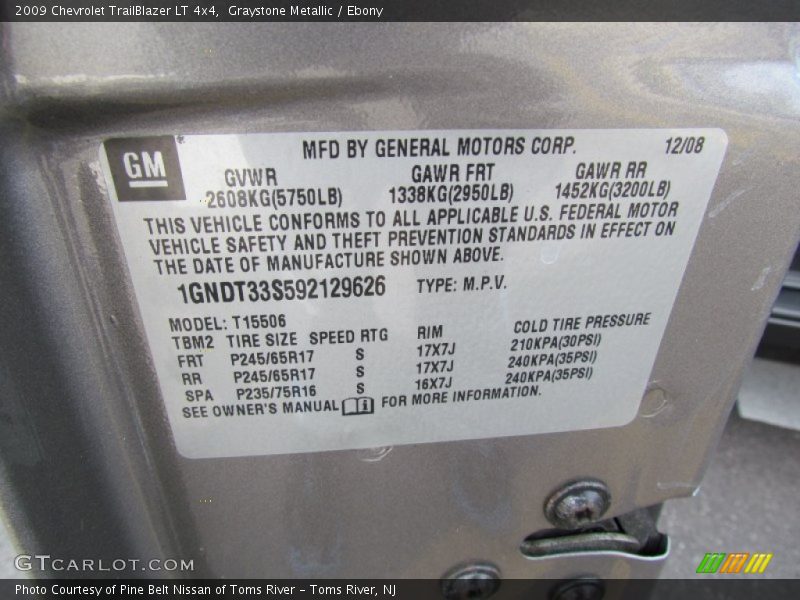 2009 Chevrolet TrailBlazer LT 4x4, Graystone Metallic / Ebony
GM
MFD BY GENERAL MOTORS CORP. 12/08
GVWR GAWR FRT GAWR RR
2608KG(5750LB) 1338KG(2950LB) 1452KG(3200LB)
THIS VEHICLE CONFORMS TO ALL APPLICABLE U.S. FEDERAL MOTOR
VEHICLE SAFETY AND THEFT PREVENTION STANDARDS IN EFFECT ON
THE DATE OF MANUFACTURE SHOWN ABOVE.
1GNDT33S592129626 TYPE: M.P.V.
MODEL: T15506
TBM2 TIRE SIZE SPEED RTG RIM COLD TIRE PRESSURE
FRT P245/65R17 S 17X7J 210KPA(30PSI)
RR P245/65R17 S 17X7J 240KPA(35PSI)
SPA P235/75R16 S 16X7J 240KPA(35PSI)
SEE OWNER'S MANUAL FOR MORE INFORMATION.
GTCARLOT.COM
Photo Courtesy of Pine Belt Nissan of Toms River – Toms River, NJ